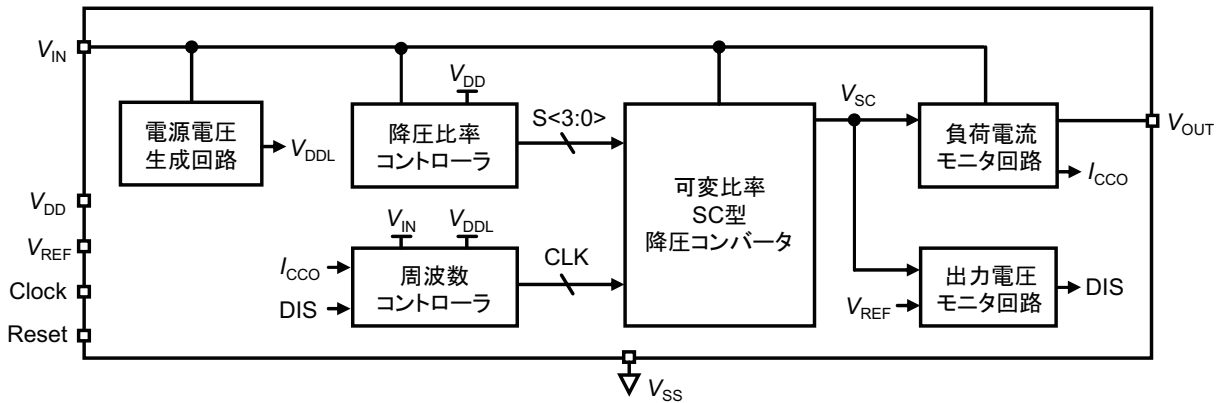 VIN
VDD
VREF
Clock
Reset
電源電圧
生成回路
VDDL
VDD
降圧比率
コントローラ
S<3:0>
VIN
VDDL
ICCO
DIS
周波数
コントローラ
CLK
可変比率
SC型
降圧コンバータ
VSC
負荷電流
モニタ回路
ICCO
VOUT
VREF
出力電圧
モニタ回路
DIS
VSS